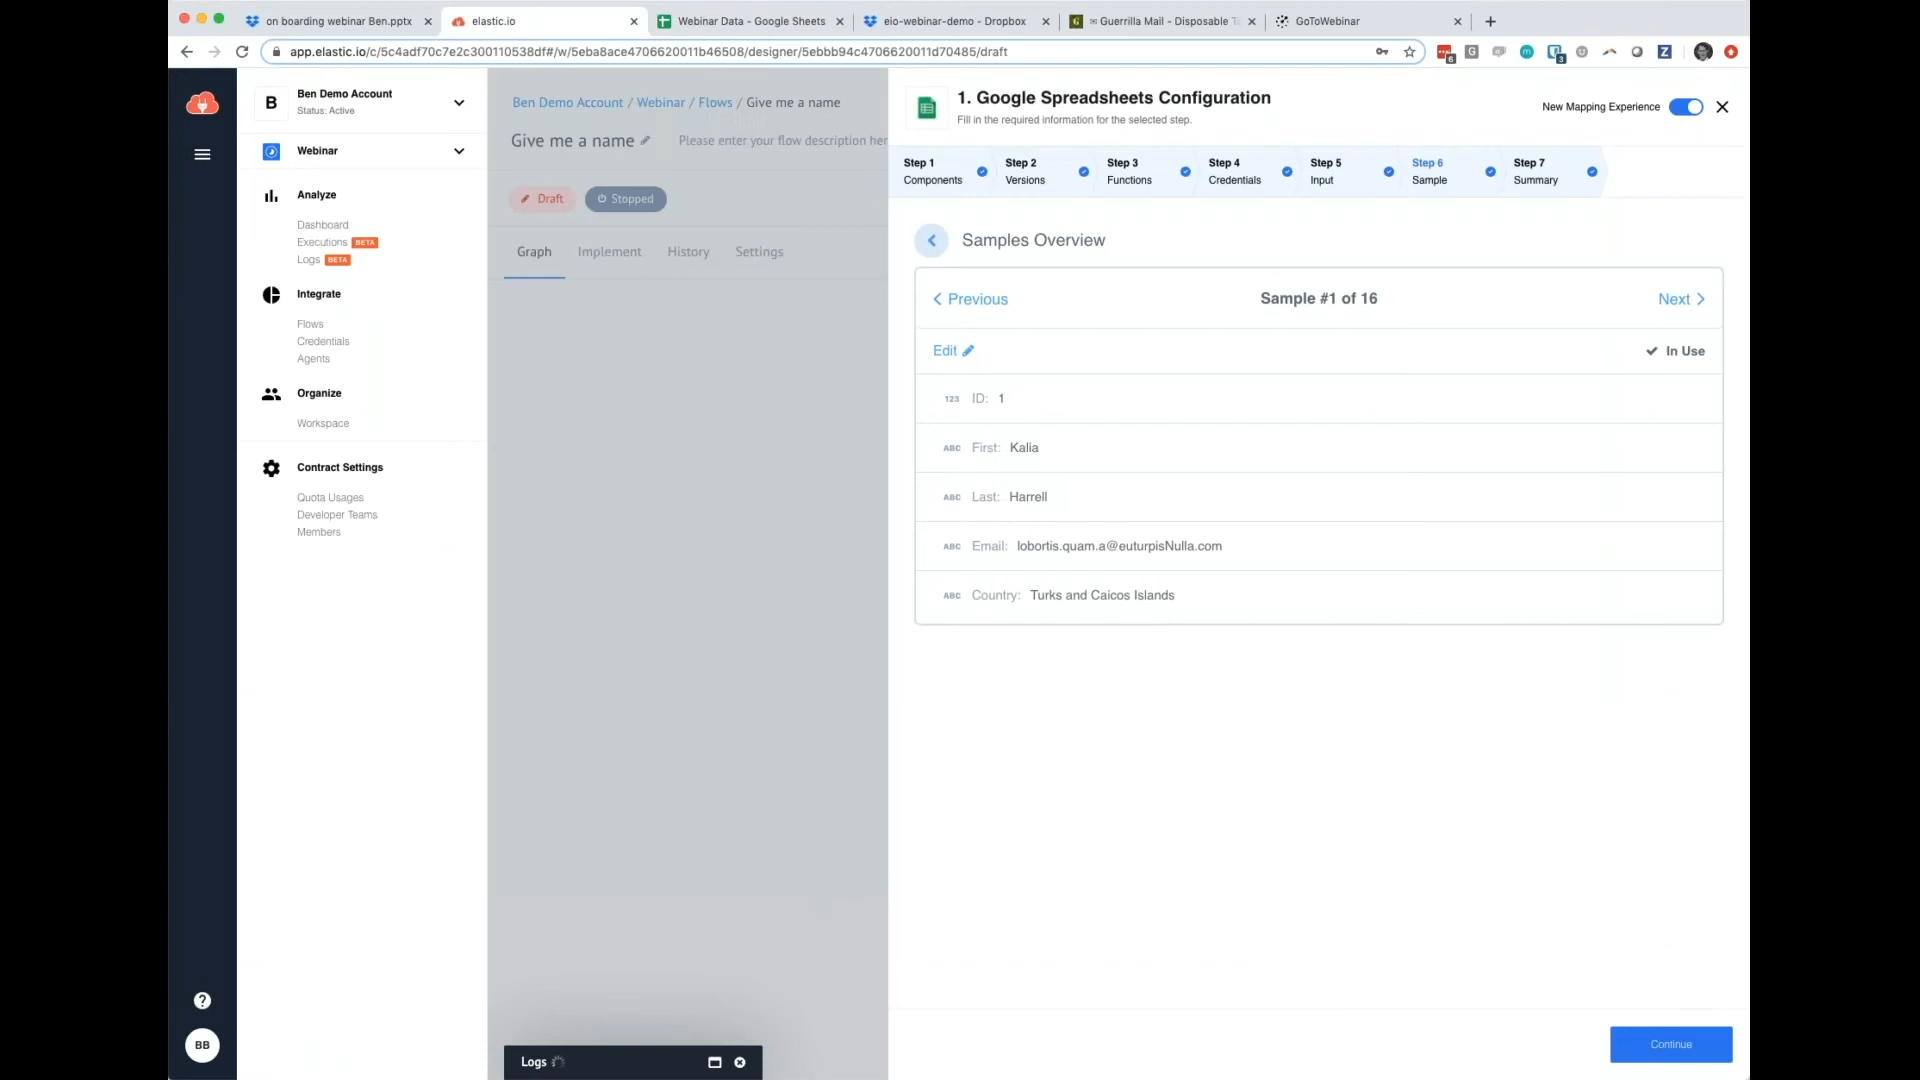 on boarding webinar Ben.pptx
elastic.io
Webinar Data - Google Sheets
eio-webinar-demo - Dropbox
Guerrilla Mail - Disposable
GoToWebinar
app.elastic.io/c/5c4adf70c7e2c300110538df#/w/5eba8ace4706620011b46508/designer/5ebbb94c4706620011d70485/draft
6
G
m
3
Z
B
Ben Demo Account
Status: Active
Webinar
Analyze
Dashboard
Executions BETA
Logs BETA
Integrate
Flows
Credentials
Agents
Organize
Workspace
Contract Settings
Quota Usages
Developer Teams
Members
?
BB
Ben Demo Account / Webinar / Flows / Give me a name
Give me a name
Please enter your flow description her
Draft
Stopped
Graph
Implement
History
Settings
Logs
1. Google Spreadsheets Configuration
Fill in the required information for the selected step.
New Mapping Experience
Step 1
Components
Step 2
Versions
Step 3
Functions
Step 4
Credentials
Step 5
Input
Step 6
Sample
Step 7
Summary
Samples Overview
Previous
Sample #1 of 16
Next
Edit
In Use
123 ID: 1
ABC First: Kalia
ABC Last: Harrell
ABC Email: lobortis.quam.a@euturpisNulla.com
ABC Country: Turks and Caicos Islands
Continue